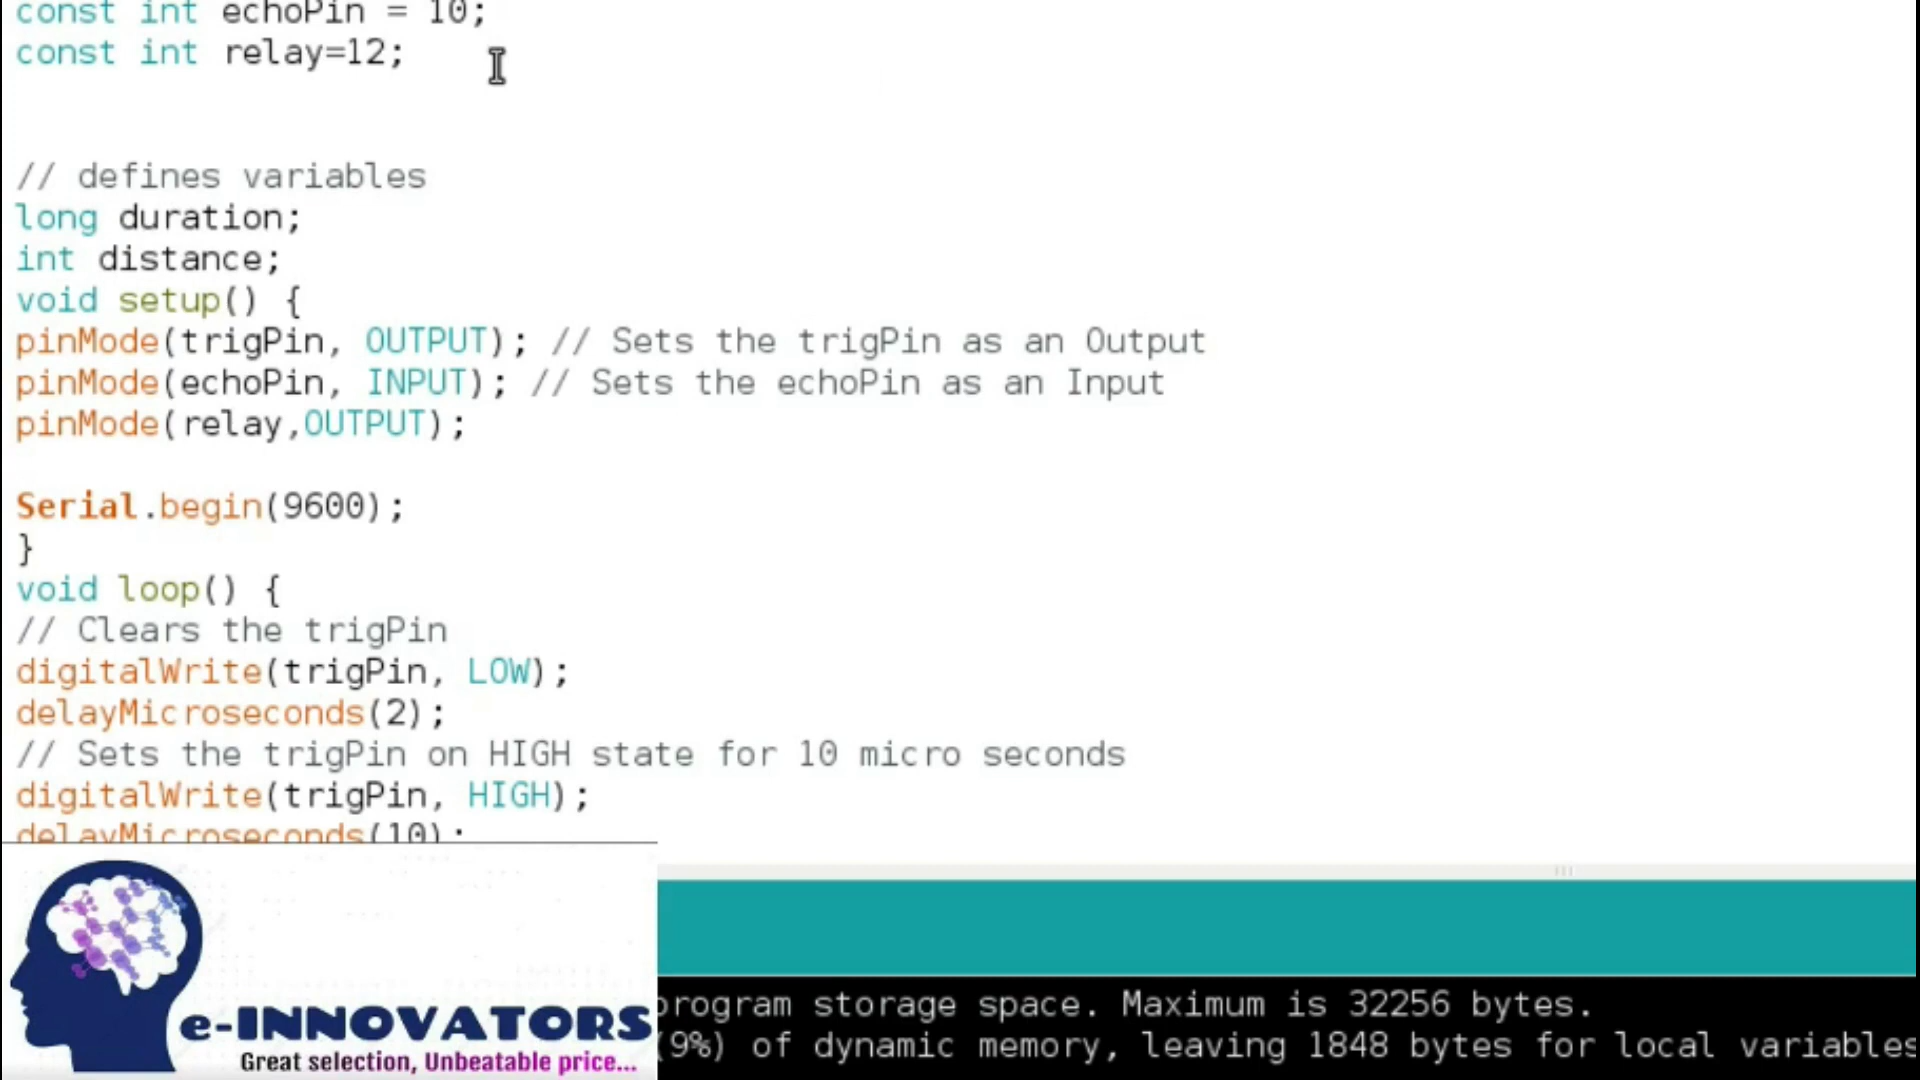 const int echoPin = 10;
const int relay=12;
// defines variables
long duration;
int distance;
void setup() {
pinMode(trigPin, OUTPUT); // Sets the trigPin as an Output
pinMode(echoPin, INPUT); // Sets the echoPin as an Input
pinMode(relay,OUTPUT);
Serial.begin(9600);
}
void loop() {
// Clears the trigPin
digitalWrite(trigPin, LOW);
delayMicroseconds(2);
// Sets the trigPin on HIGH state for 10 micro seconds
digitalWrite(trigPin, HIGH);
delayMicroseconds(10);
program storage space. Maximum is 32256 bytes.
(9%) of dynamic memory, leaving 1848 bytes for local variables
e-INNOVATORS
Great selection, Unbeatable price...